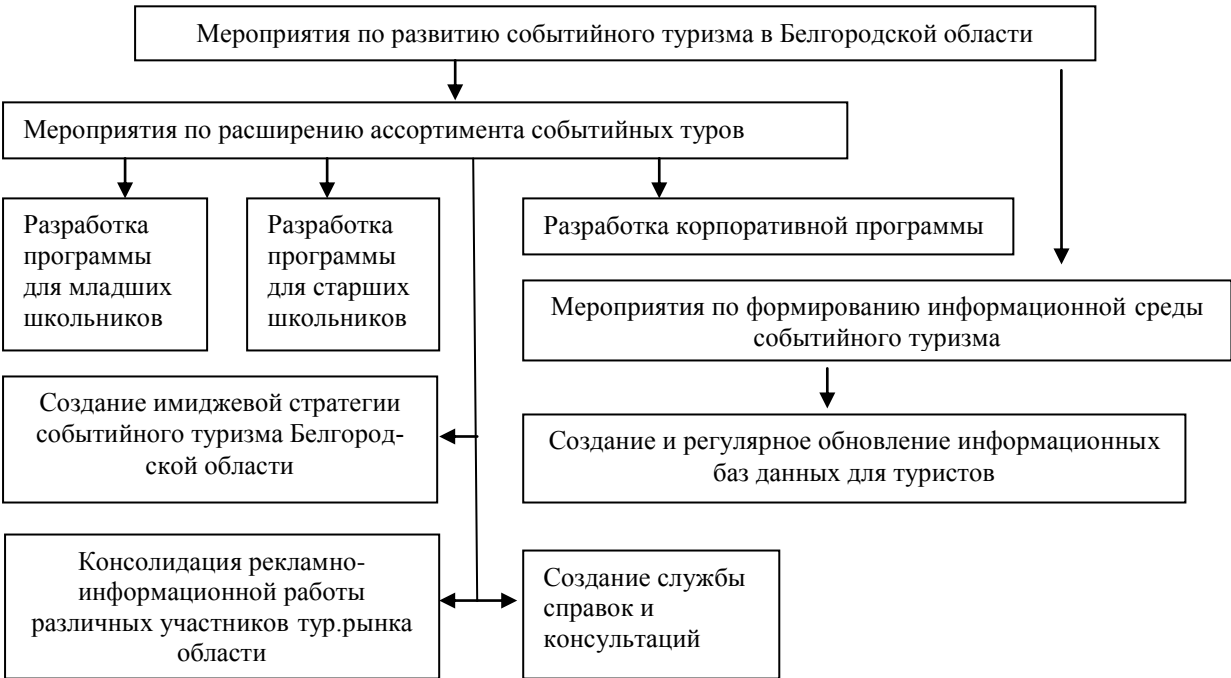 Мероприятия по развитию событийного туризма в Белгородской области
Мероприятия по расширению ассортимента событийных туров
Разработка
программы
для младших
школьников
Разработка
программы
для старших
школьников
Разработка корпоративной программы
Мероприятия по формированию информационной среды
событийного туризма
Создание имиджевой стратегии
событийного туризма Белгород-
ской области
Создание и регулярное обновление информационных
баз данных для туристов
Консолидация рекламно-
информационной работы
различных участников тур.рынка
области
Создание службы
справок и
консультаций